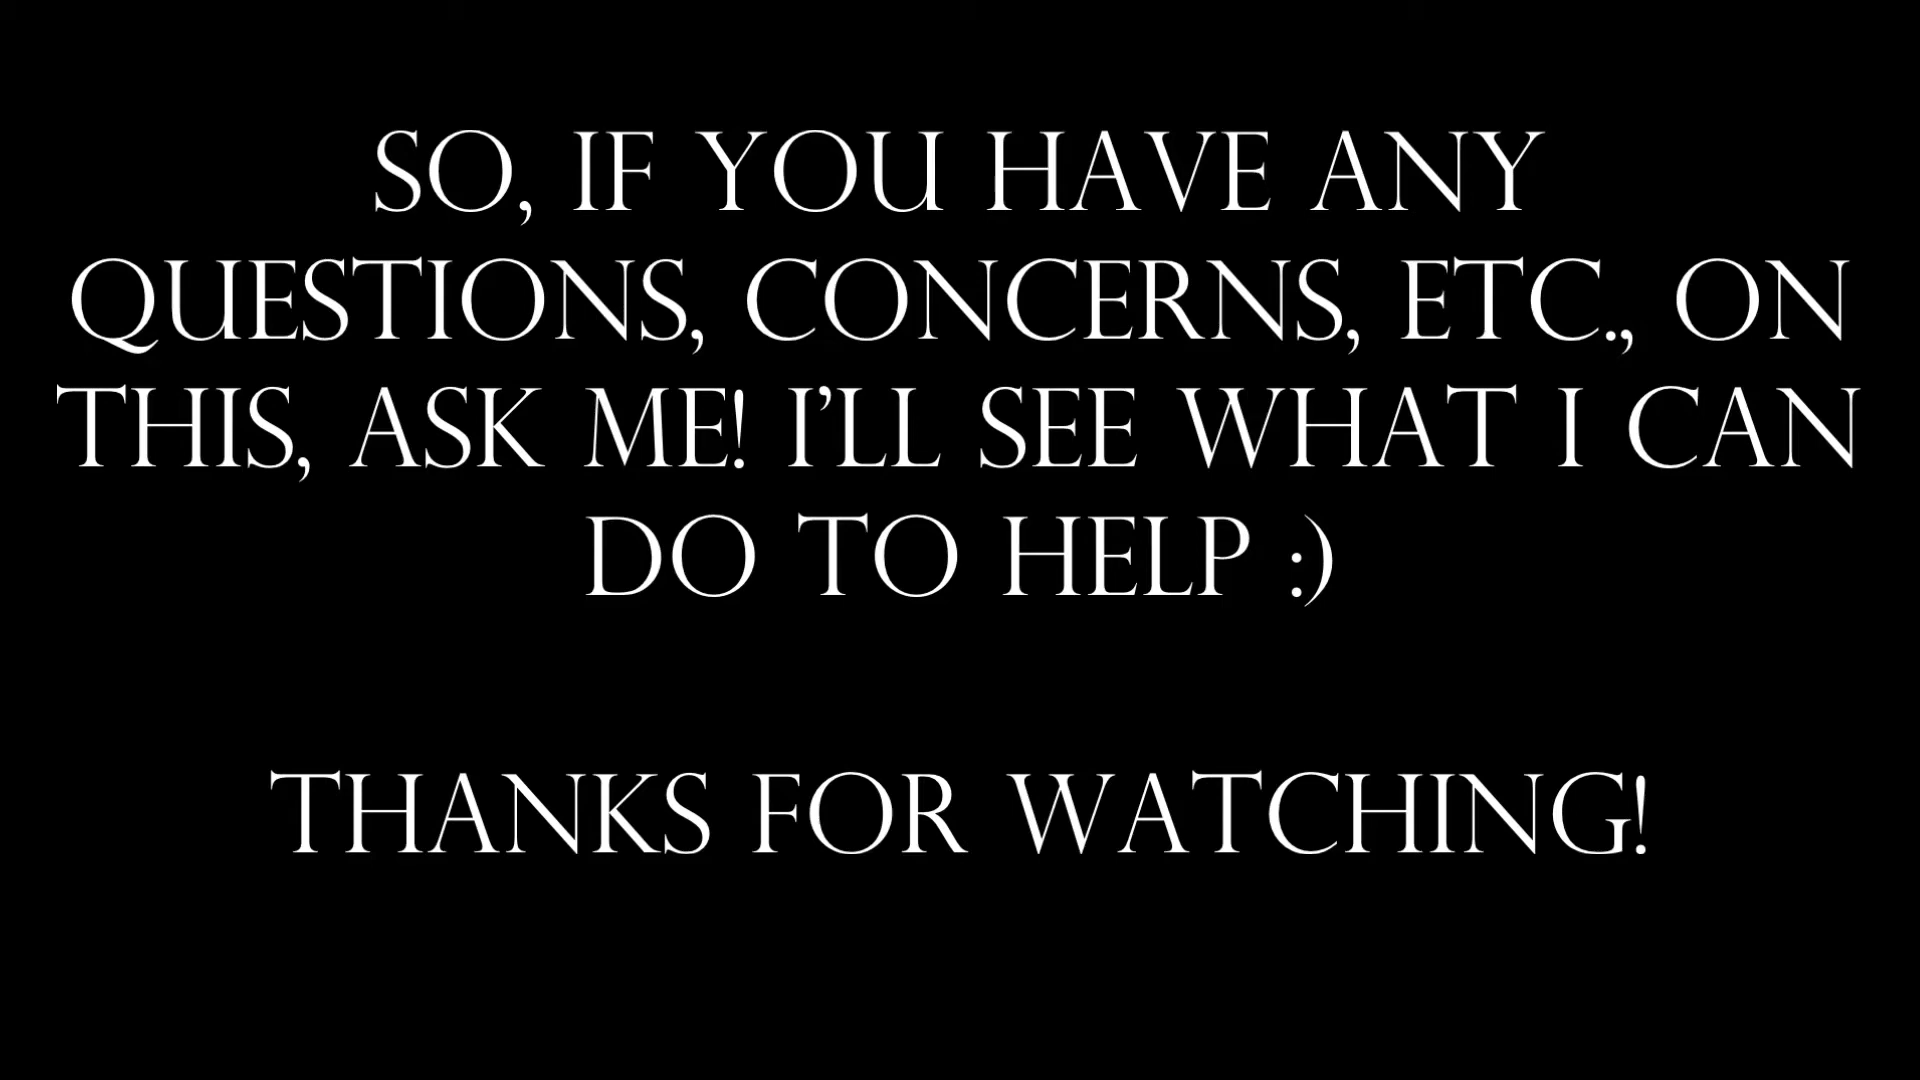 SO, IF YOU HAVE ANY
QUESTIONS, CONCERNS, ETC., ON
THIS, ASK ME! I'LL SEE WHAT I CAN
DO TO HELP :)
THANKS FOR WATCHING!